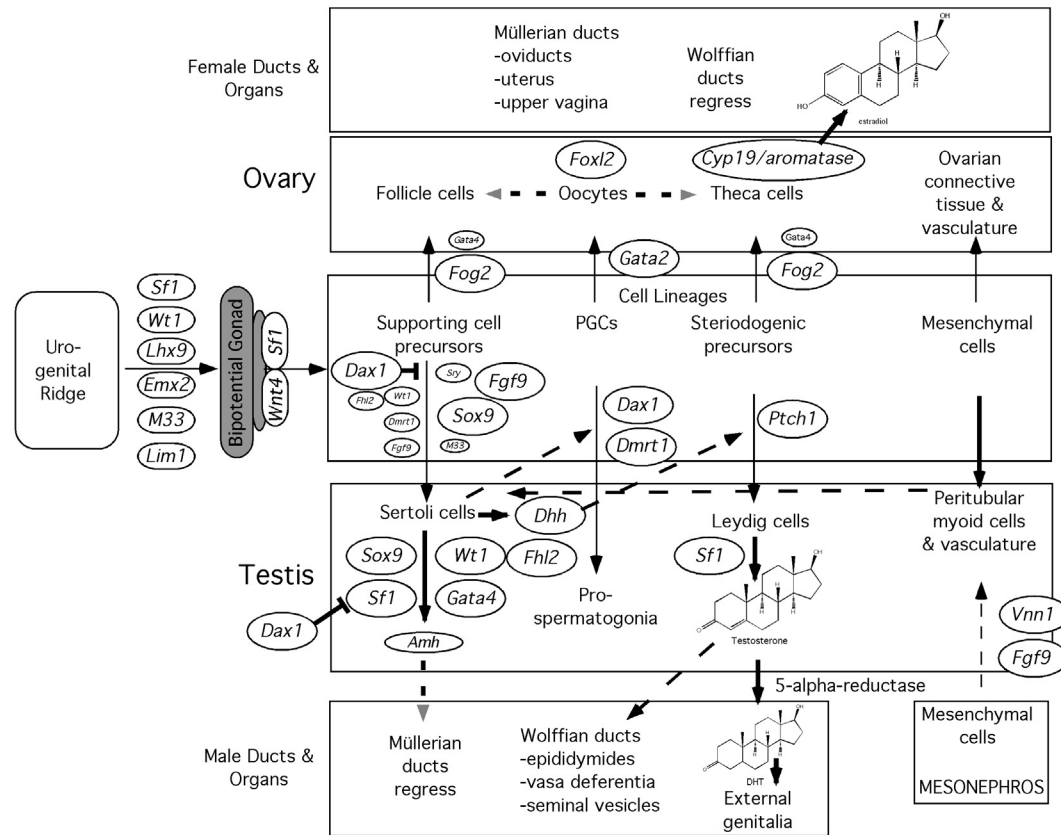 Female Ducts &
Organs
Müllerian ducts
-oviducts
-uterus
-upper vagina
Wolffian
ducts
regress
OH
H
H
H
HO
estradiol
Ovary
Foxl2
Cyp19/aromatase
Follicle cells
Oocytes
Theca cells
Ovarian
connective
tissue &
vasculature
Gata4
Fog2
Gata2
Gata4
Fog2
Uro-
genital
Ridge
Sf1
Wt1
Lhx9
Emx2
M33
Lim1
Bipotential Gonad
Sf1
Wnt4
Cell Lineages
Supporting cell
precursors
PGCs
Steriodogenic
precursors
Mesenchymal
cells
Dax1
Fhl2
Wt1
Dmrt1
Fgf9
Sry
Fgf9
Sox9
M33
Dax1
Dmrt1
Ptch1
Testis
Sertoli cells
Dhh
Leydig cells
Peritubular
myoid cells
& vasculature
Sox9
Wt1
Fhl2
Sf1
Gata4
Dax1
Amh
Pro-
spermatogonia
Sf1
OH
H
H
H
O
Testosterone
Vnn1
Fgf9
5-alpha-reductase
Male Ducts &
Organs
Müllerian
ducts
regress
Wolffian ducts
-epididymides
-vasa deferentia
-seminal vesicles
OH
H
H
H
O
DHT
External
genitalia
Mesenchymal
cells
MESONEPHROS